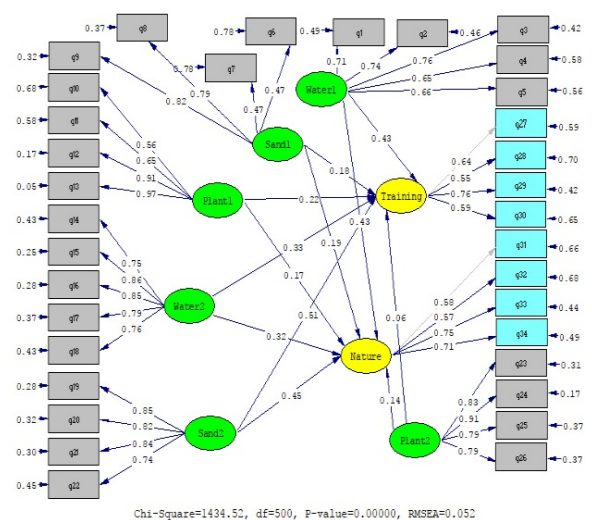 0.37 q8
0.78 q6
0.49 q1
q2 0.46
q3 0.42
0.32 q9
0.78 q7
q4 0.58
0.68 q10
q5 0.56
0.58 q11
q27 0.59
0.17 q12
q28 0.70
0.05 q13
q29 0.42
0.43 q14
q30 0.65
0.25 q15
q31 0.66
0.28 q16
q32 0.68
0.37 q17
q33 0.44
0.43 q18
q34 0.49
0.28 q19
q23 0.31
0.32 q20
q24 0.17
0.30 q21
q25 0.37
0.45 q22
q26 0.37
Water1
Sand1
Plant1
Water2
Sand2
Training
Nature
Plant2
0.71
0.74
0.76
0.65
0.66
0.47
0.47
0.79
0.82
0.56
0.65
0.91
0.97
0.75
0.86
0.85
0.79
0.76
0.85
0.82
0.84
0.74
0.43
0.18
0.22
0.33
0.51
0.43
0.43
0.19
0.17
0.32
0.45
0.06
0.14
0.64
0.55
0.76
0.59
0.58
0.57
0.75
0.71
0.83
0.91
0.79
0.79
Chi-Square=1434.52, df=500, P-value=0.00000, RMSEA=0.052